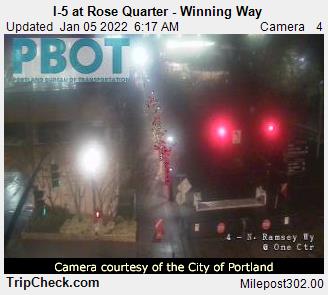 I-5 at Rose Quarter - Winning Way
Updated Jan 05 2022 6:17 AM Camera 4
PBOT
PORTLAND BUREAU OF TRANSPORTATION
4 - N. Ramsey Wy
@ One Ctr
Camera courtesy of the City of Portland
TripCheck.com Milepost302.00